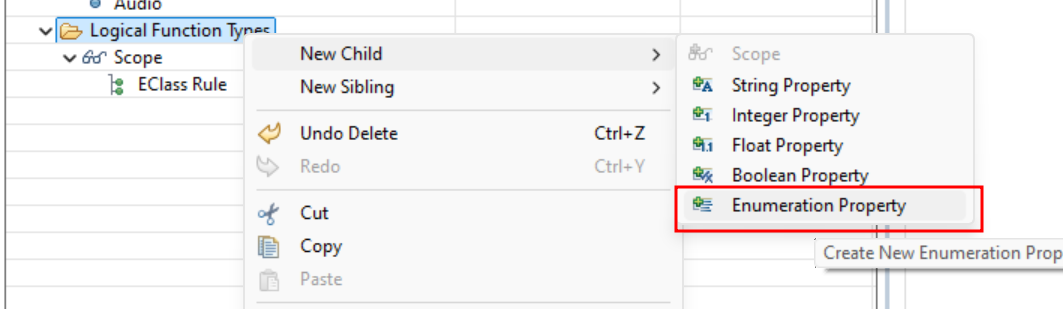 Audio
Logical Function Types
Scope
EClass Rule
New Child
New Sibling
Undo Delete Ctrl+Z
Redo Ctrl+Y
Cut
Copy
Paste
Scope
String Property
Integer Property
Float Property
Boolean Property
Enumeration Property
Create New Enumeration Prop